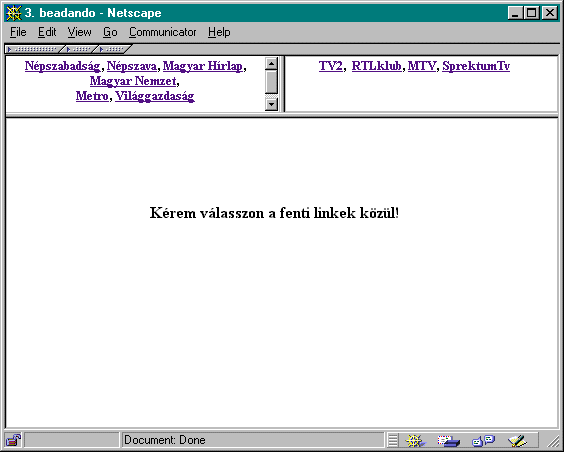 3. beadando - Netscape
File Edit View Go Communicator Help
Népszabadság, Népszava, Magyar Hírlap,
Magyar Nemzet,
Metro, Világgazdaság
TV2, RTLklub, MTV, SprektumTv
Kérem válasszon a fenti linkek közül!
Document: Done